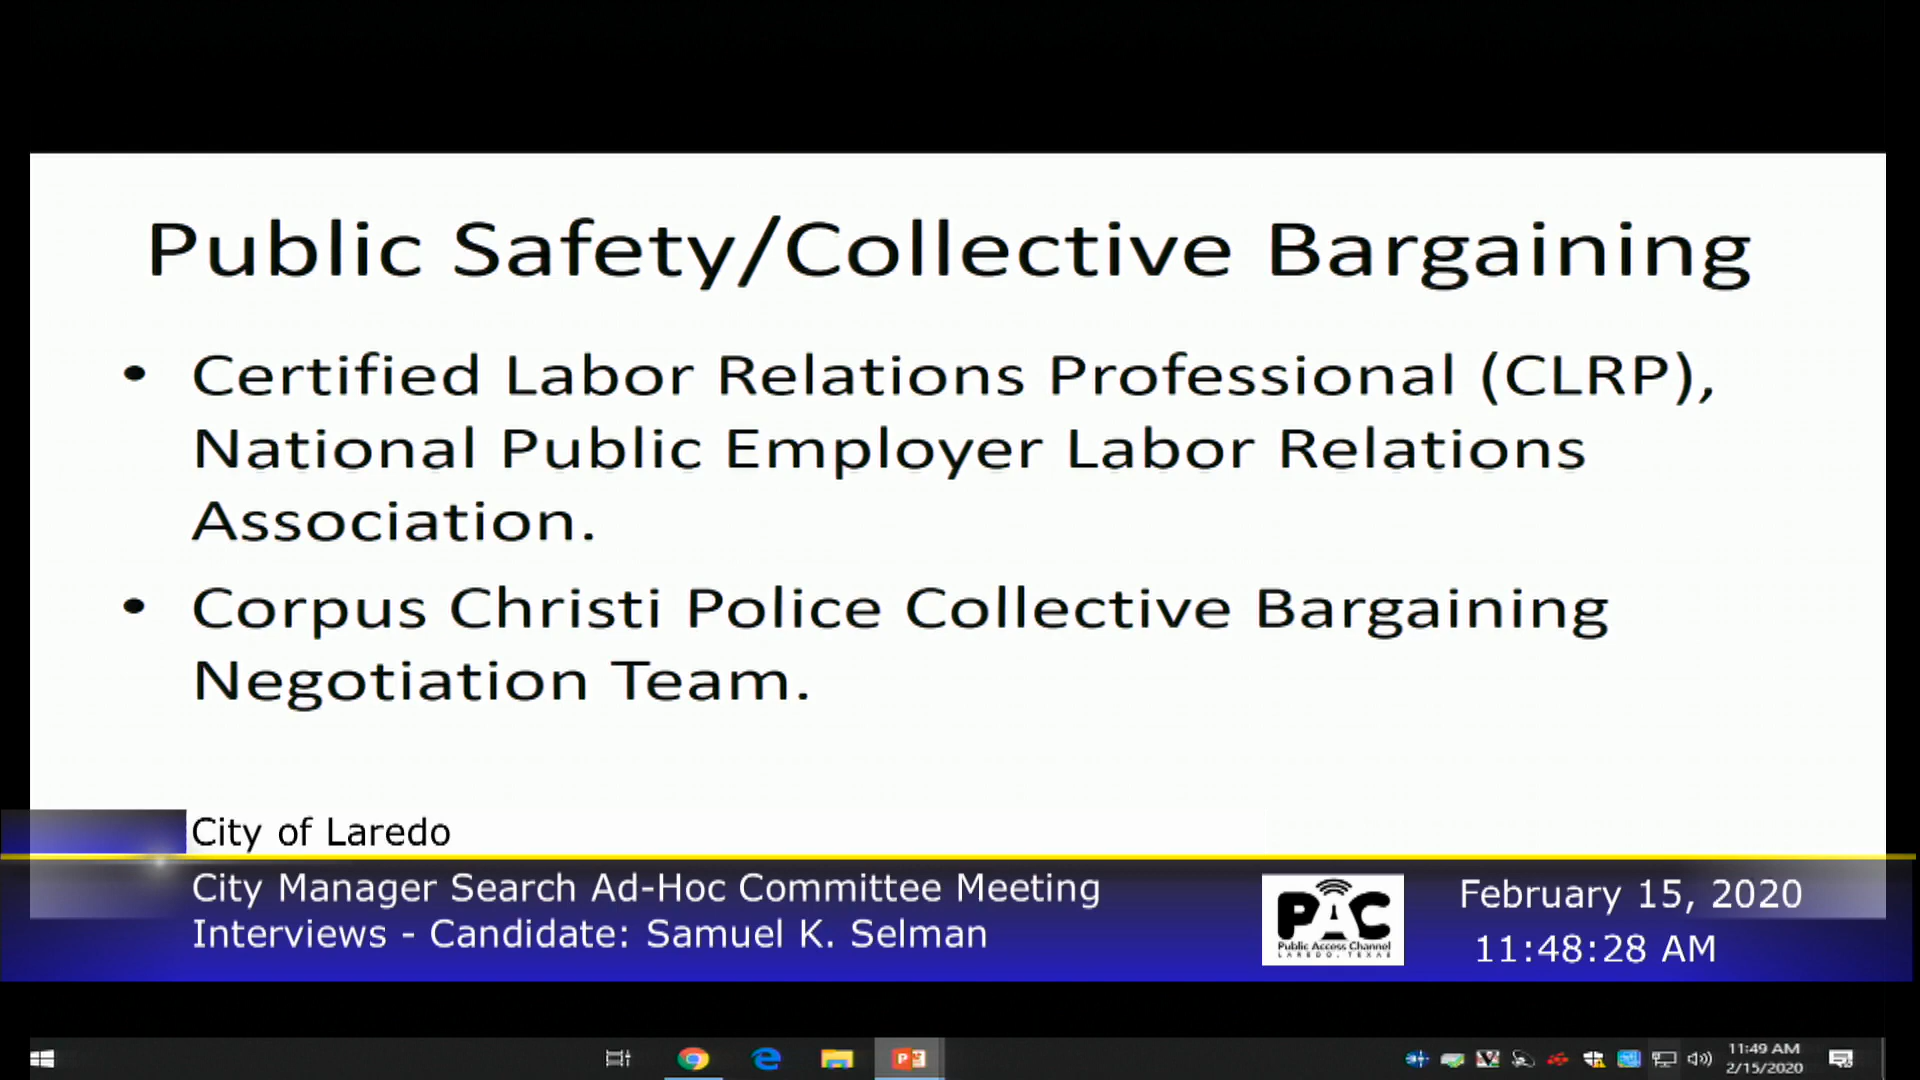 Public Safety/Collective Bargaining
• Certified Labor Relations Professional (CLRP),
National Public Employer Labor Relations
Association.
• Corpus Christi Police Collective Bargaining
Negotiation Team.
City of Laredo
City Manager Search Ad-Hoc Committee Meeting
Interviews - Candidate: Samuel K. Selman
PAC
Public Access Channel
LAREDO, TEXAS
February 15, 2020
11:48:28 AM
11:49 AM
2/15/2020